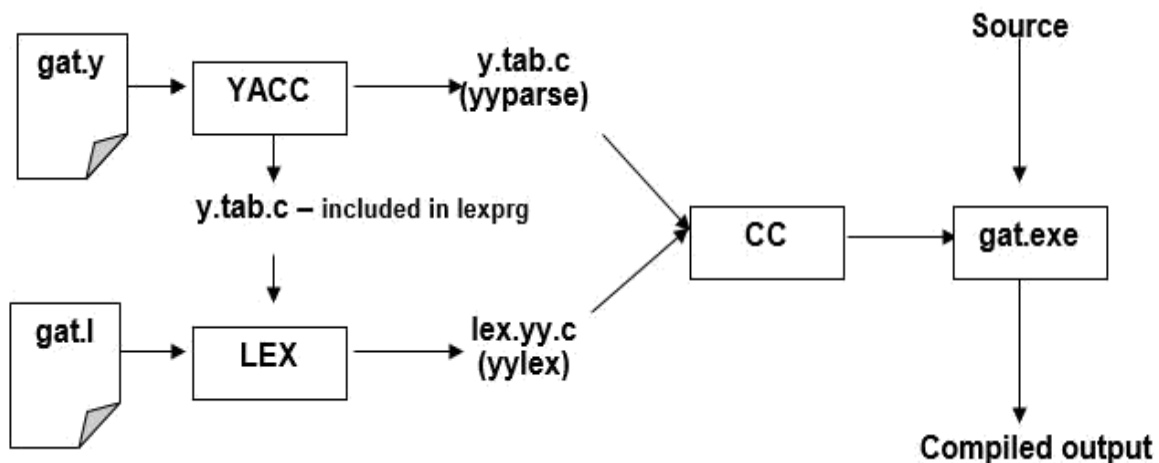 gat.y
YACC
y.tab.c
(yyparse)
Source
y.tab.c – included in lexprg
CC
gat.exe
gat.l
LEX
lex.yy.c
(yylex)
Compiled output